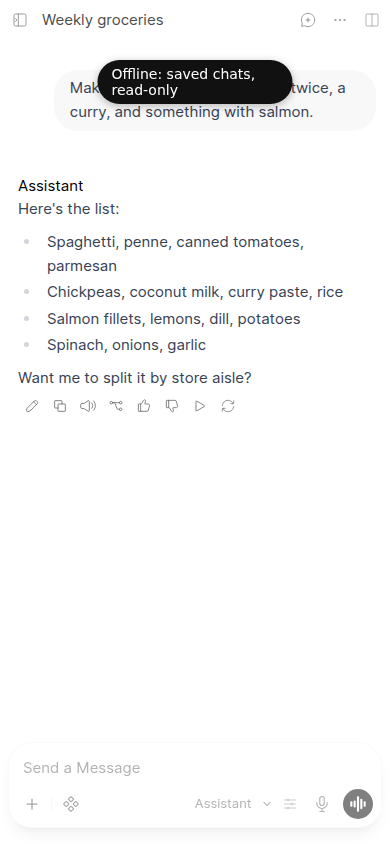 Weekly groceries
Offline: saved chats,
read-only
twice, a
curry, and something with salmon.
Assistant
Here's the list:
Spaghetti, penne, canned tomatoes,
parmesan
Chickpeas, coconut milk, curry paste, rice
Salmon fillets, lemons, dill, potatoes
Spinach, onions, garlic
Want me to split it by store aisle?
Send a Message
Assistant